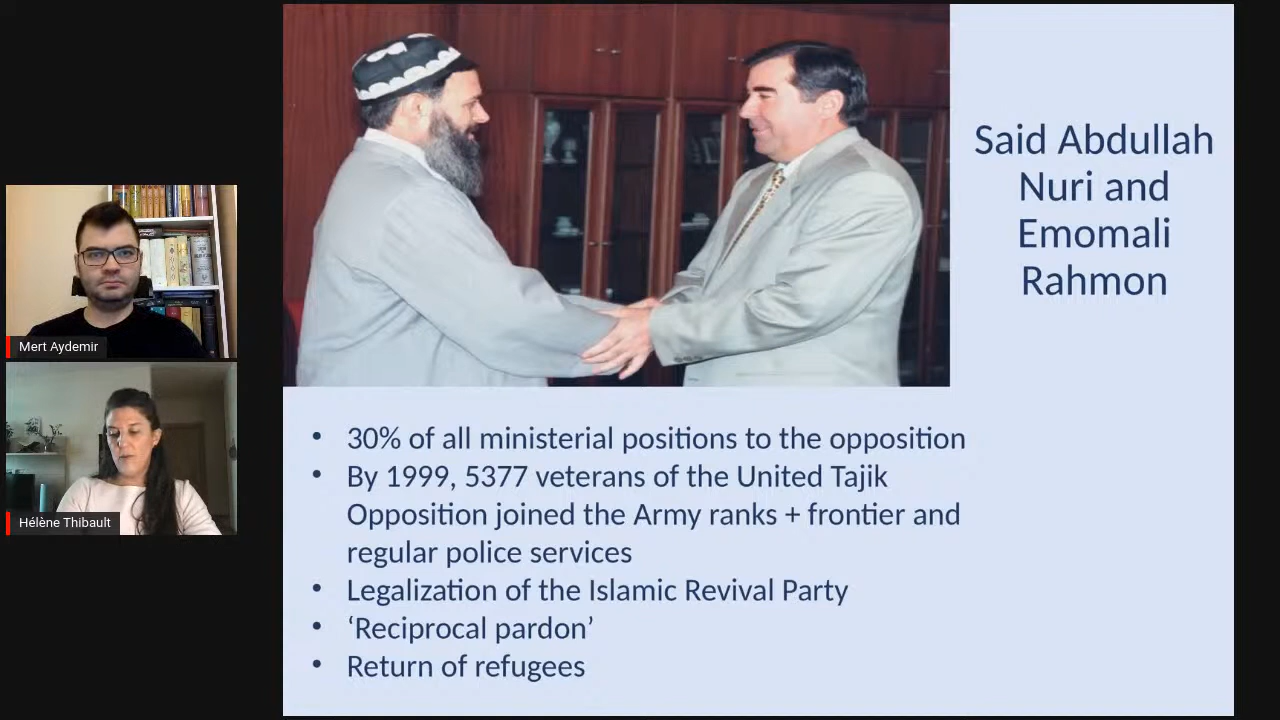 Said Abdullah
Nuri and
Emomali
Rahmon
Mert Aydemir
Hélène Thibault
• 30% of all ministerial positions to the opposition
• By 1999, 5377 veterans of the United Tajik
Opposition joined the Army ranks + frontier and
regular police services
• Legalization of the Islamic Revival Party
• ‘Reciprocal pardon’
• Return of refugees